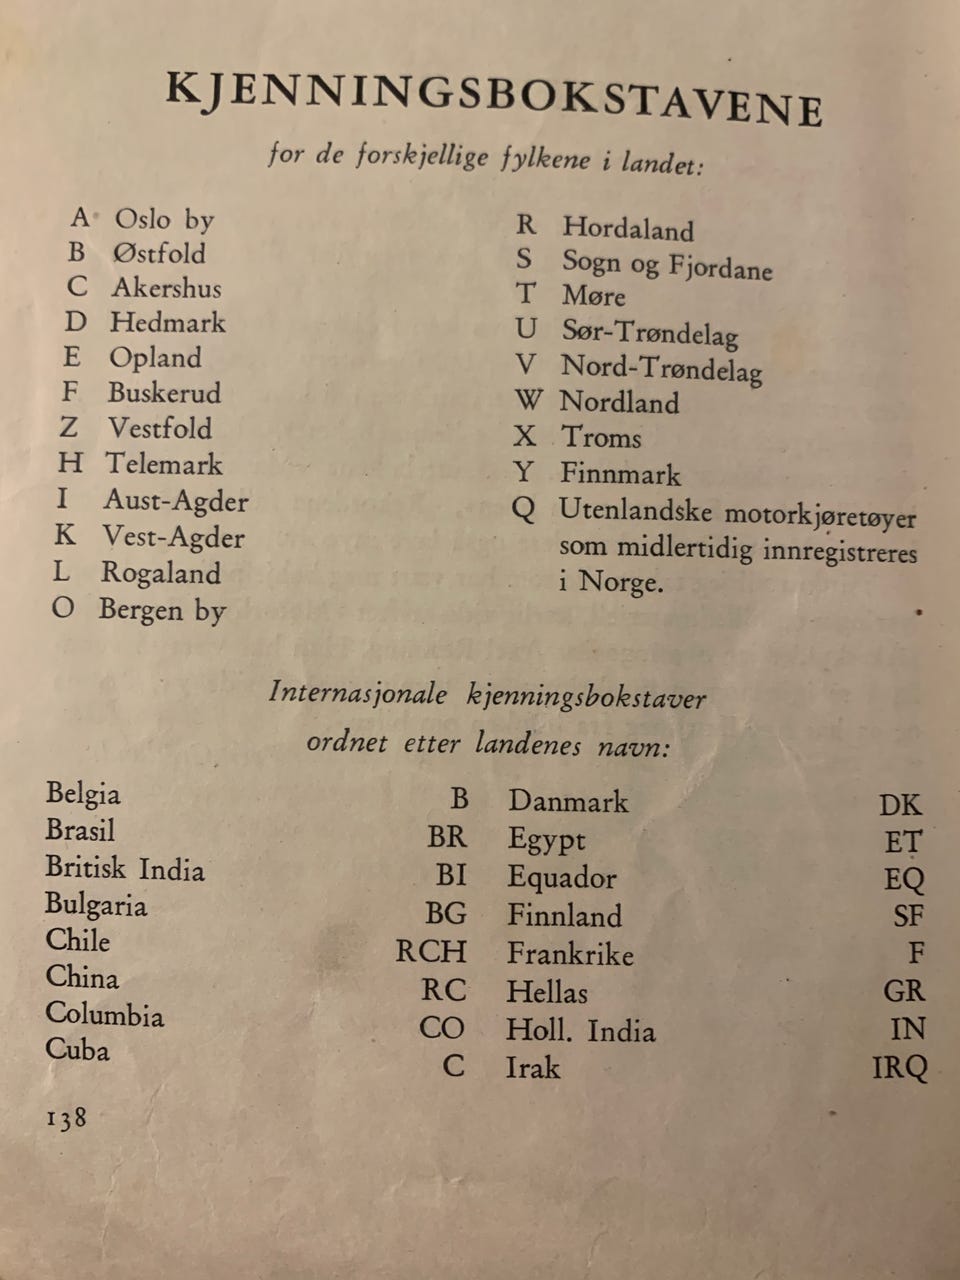 KJENNINGSBOKSTAVENE
for de forskjellige fylkene i landet:
A Oslo by
B Østfold
C Akershus
D Hedmark
E Opland
F Buskerud
Z Vestfold
H Telemark
I Aust-Agder
K Vest-Agder
L Rogaland
O Bergen by
R Hordaland
S Sogn og Fjordane
T Møre
U Sør-Trøndelag
V Nord-Trøndelag
W Nordland
X Troms
Y Finnmark
Q Utenlandske motorkjøretøyer
som midlertidig innregistreres
i Norge.
Internasjonale kjenningsbokstaver
ordnet etter landenes navn:
Belgia B
Brasil BR
Britisk India BI
Bulgaria BG
Chile RCH
China RC
Columbia CO
Cuba C
Danmark DK
Egypt ET
Equador EQ
Finnland SF
Frankrike F
Hellas GR
Holl. India IN
Irak IRQ
138